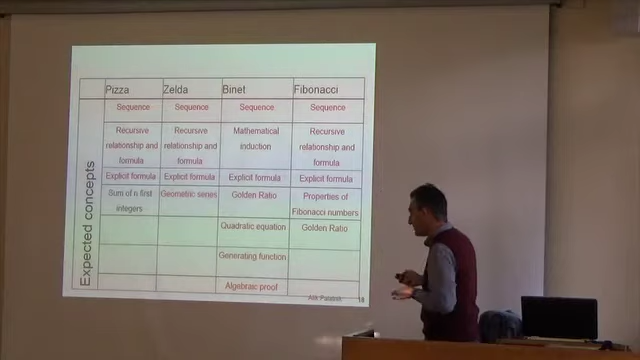 Pizza Zelda Binet Fibonacci
Expected concepts
Sequence Sequence Sequence Sequence
Recursive relationship and formula Recursive relationship and formula Mathematical induction Recursive relationship and formula
Explicit formula Explicit formula Explicit formula Explicit formula
Sum of n first integers Geometric series Golden Ratio Properties of Fibonacci numbers
Quadratic equation Golden Ratio
Generating function
Algebraic proof
18